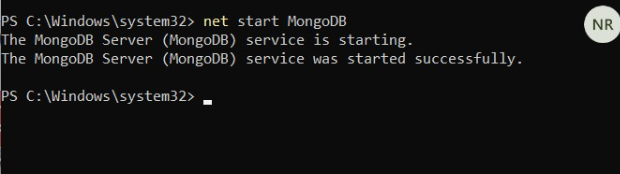 PS C:\Windows\system32> net start MongoDB
NR
The MongoDB Server (MongoDB) service is starting.
The MongoDB Server (MongoDB) service was started successfully.
PS C:\Windows\system32>